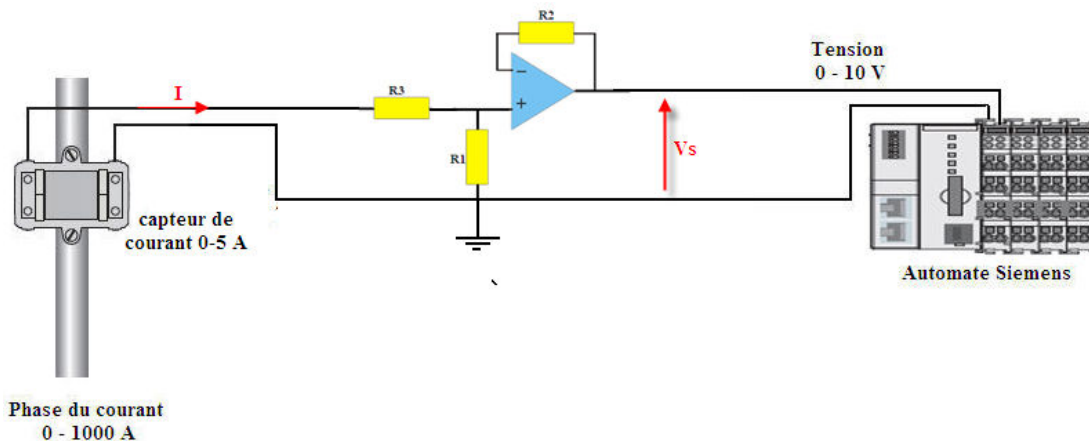 R2
Tension
0 - 10 V
I
R3
R1
Vs
capteur de
courant 0-5 A
Automate Siemens
Phase du courant
0 - 1000 A